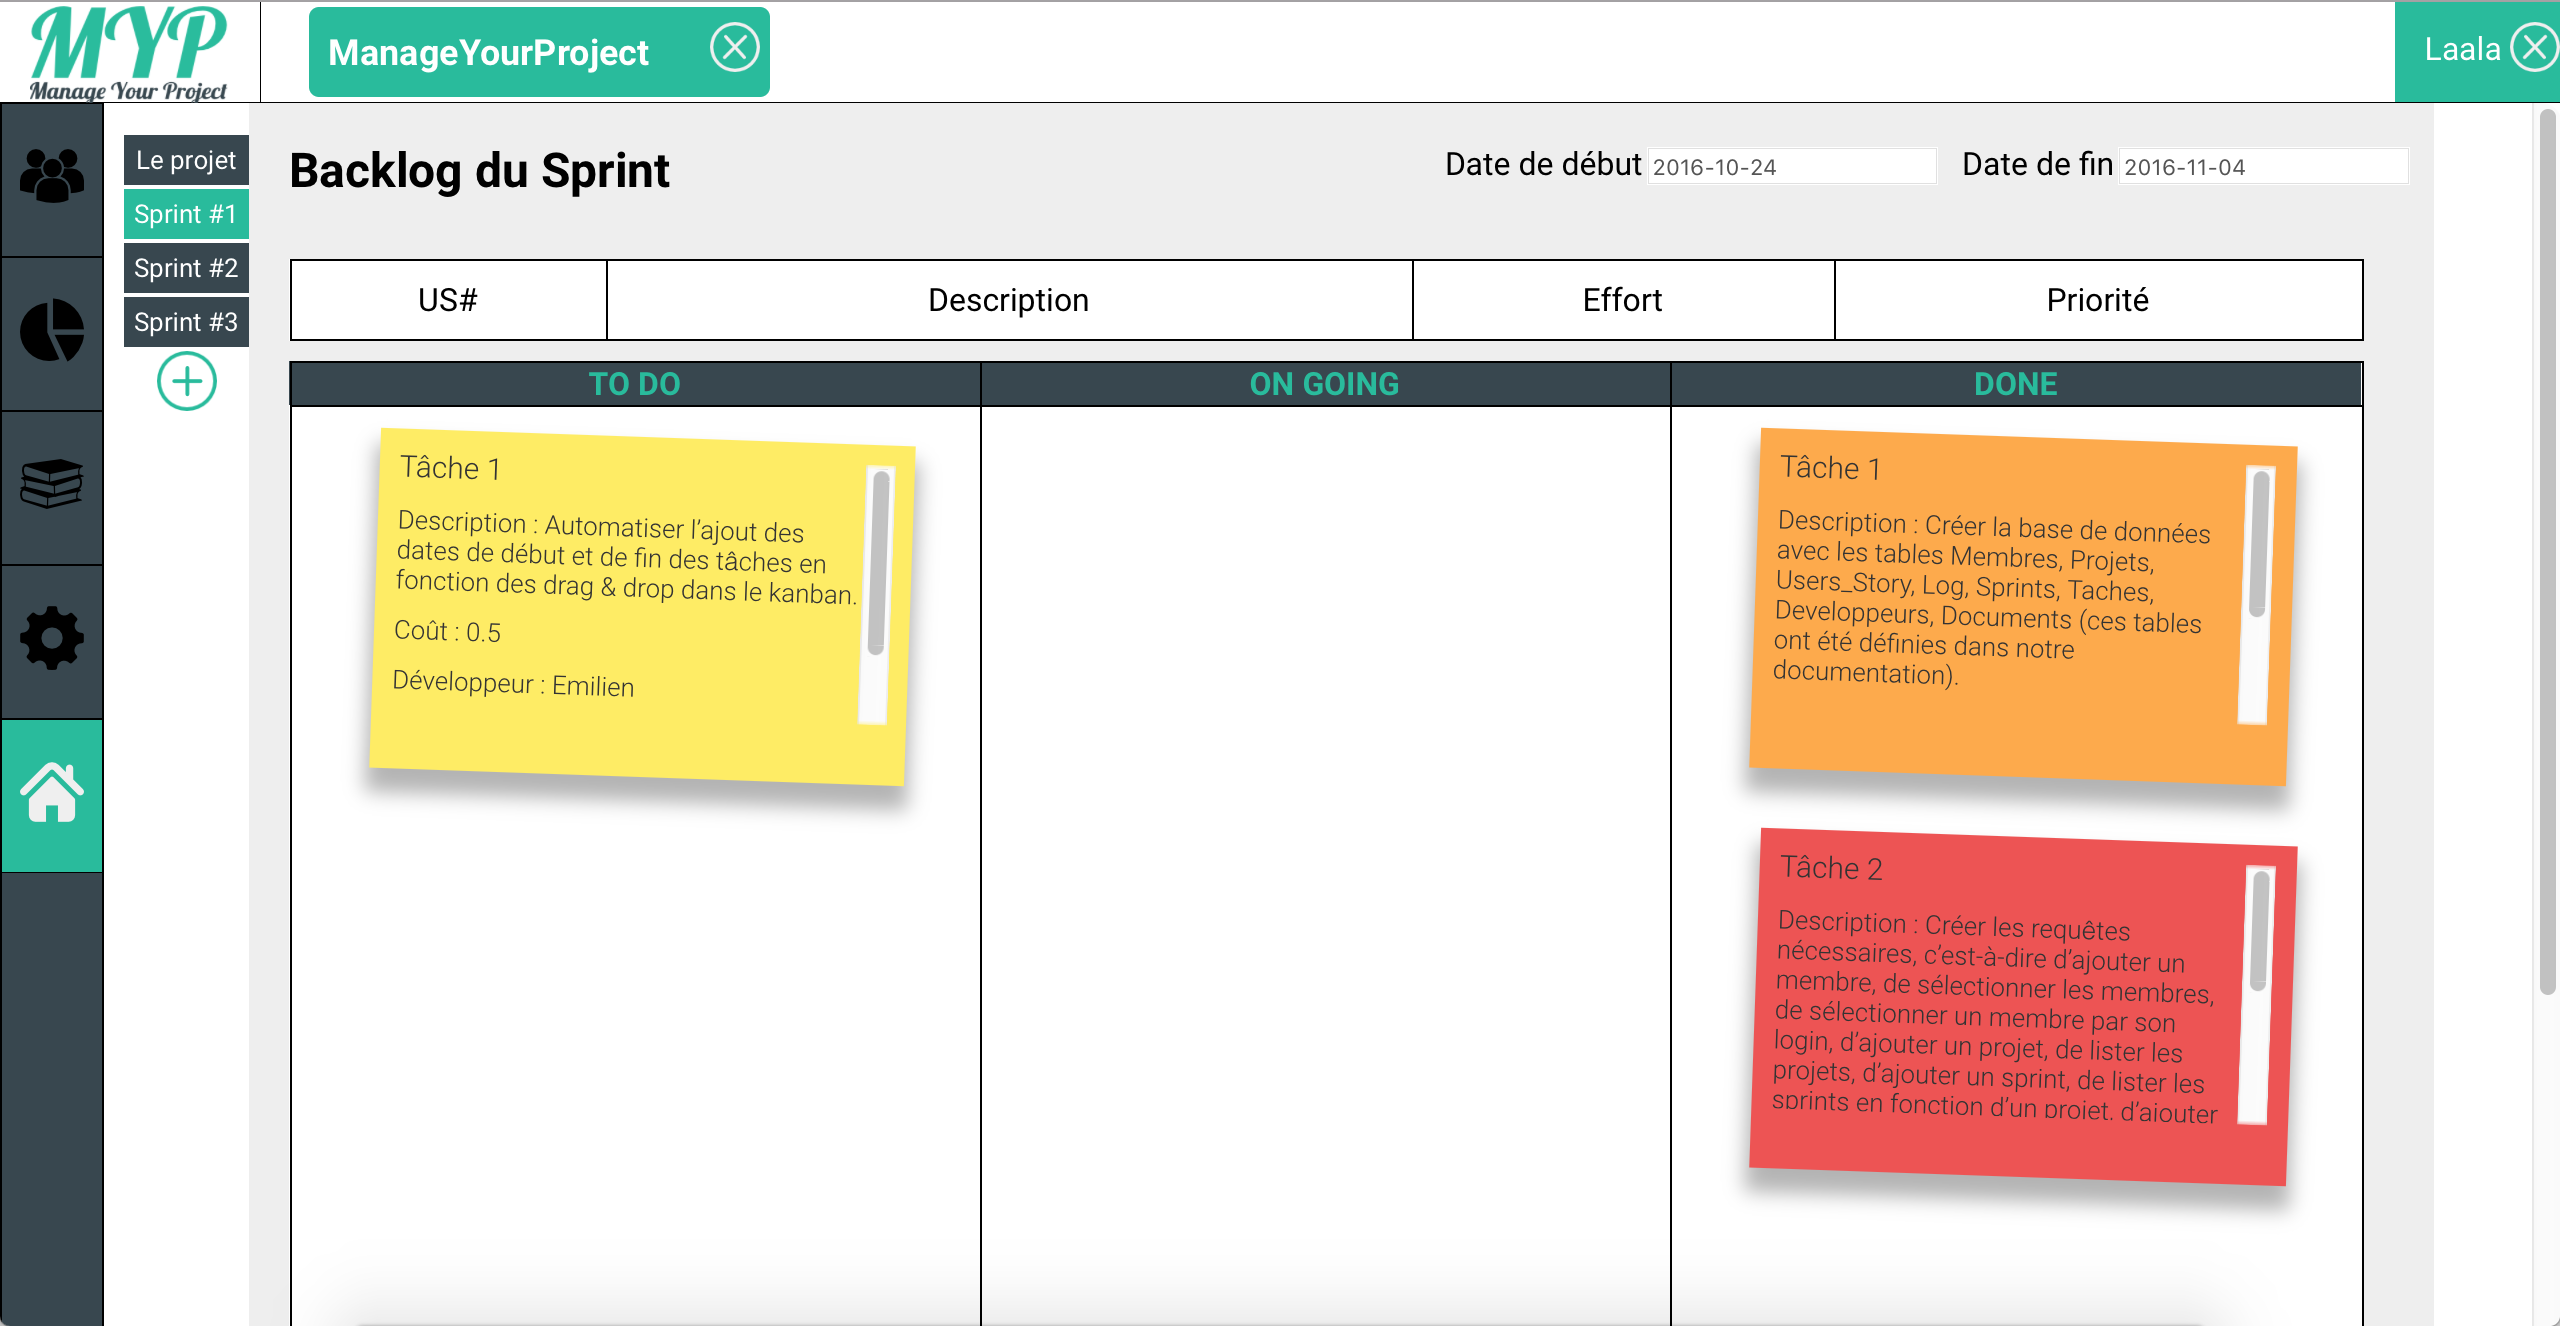 MYP
Manage Your Project
ManageYourProject
Laala
Le projet
Sprint #1
Sprint #2
Sprint #3
Backlog du Sprint
Date de début 2016-10-24
Date de fin 2016-11-04
US# Description Effort Priorité
TO DO ON GOING DONE
Tâche 1
Description : Automatiser l’ajout des
dates de début et de fin des tâches en
fonction des drag & drop dans le kanban.
Coût : 0.5
Développeur : Emilien
Tâche 1
Description : Créer la base de données
avec les tables Membres, Projets,
Users_Story, Log, Sprints, Taches,
Developpeurs, Documents (ces tables
ont été définies dans notre
documentation).
Tâche 2
Description : Créer les requêtes
nécessaires, c’est-à-dire d’ajouter un
membre, de sélectionner les membres,
de sélectionner un membre par son
login, d’ajouter un projet, de lister les
projets, d’ajouter un sprint, de lister les
sprints en fonction d’un projet, d’ajouter